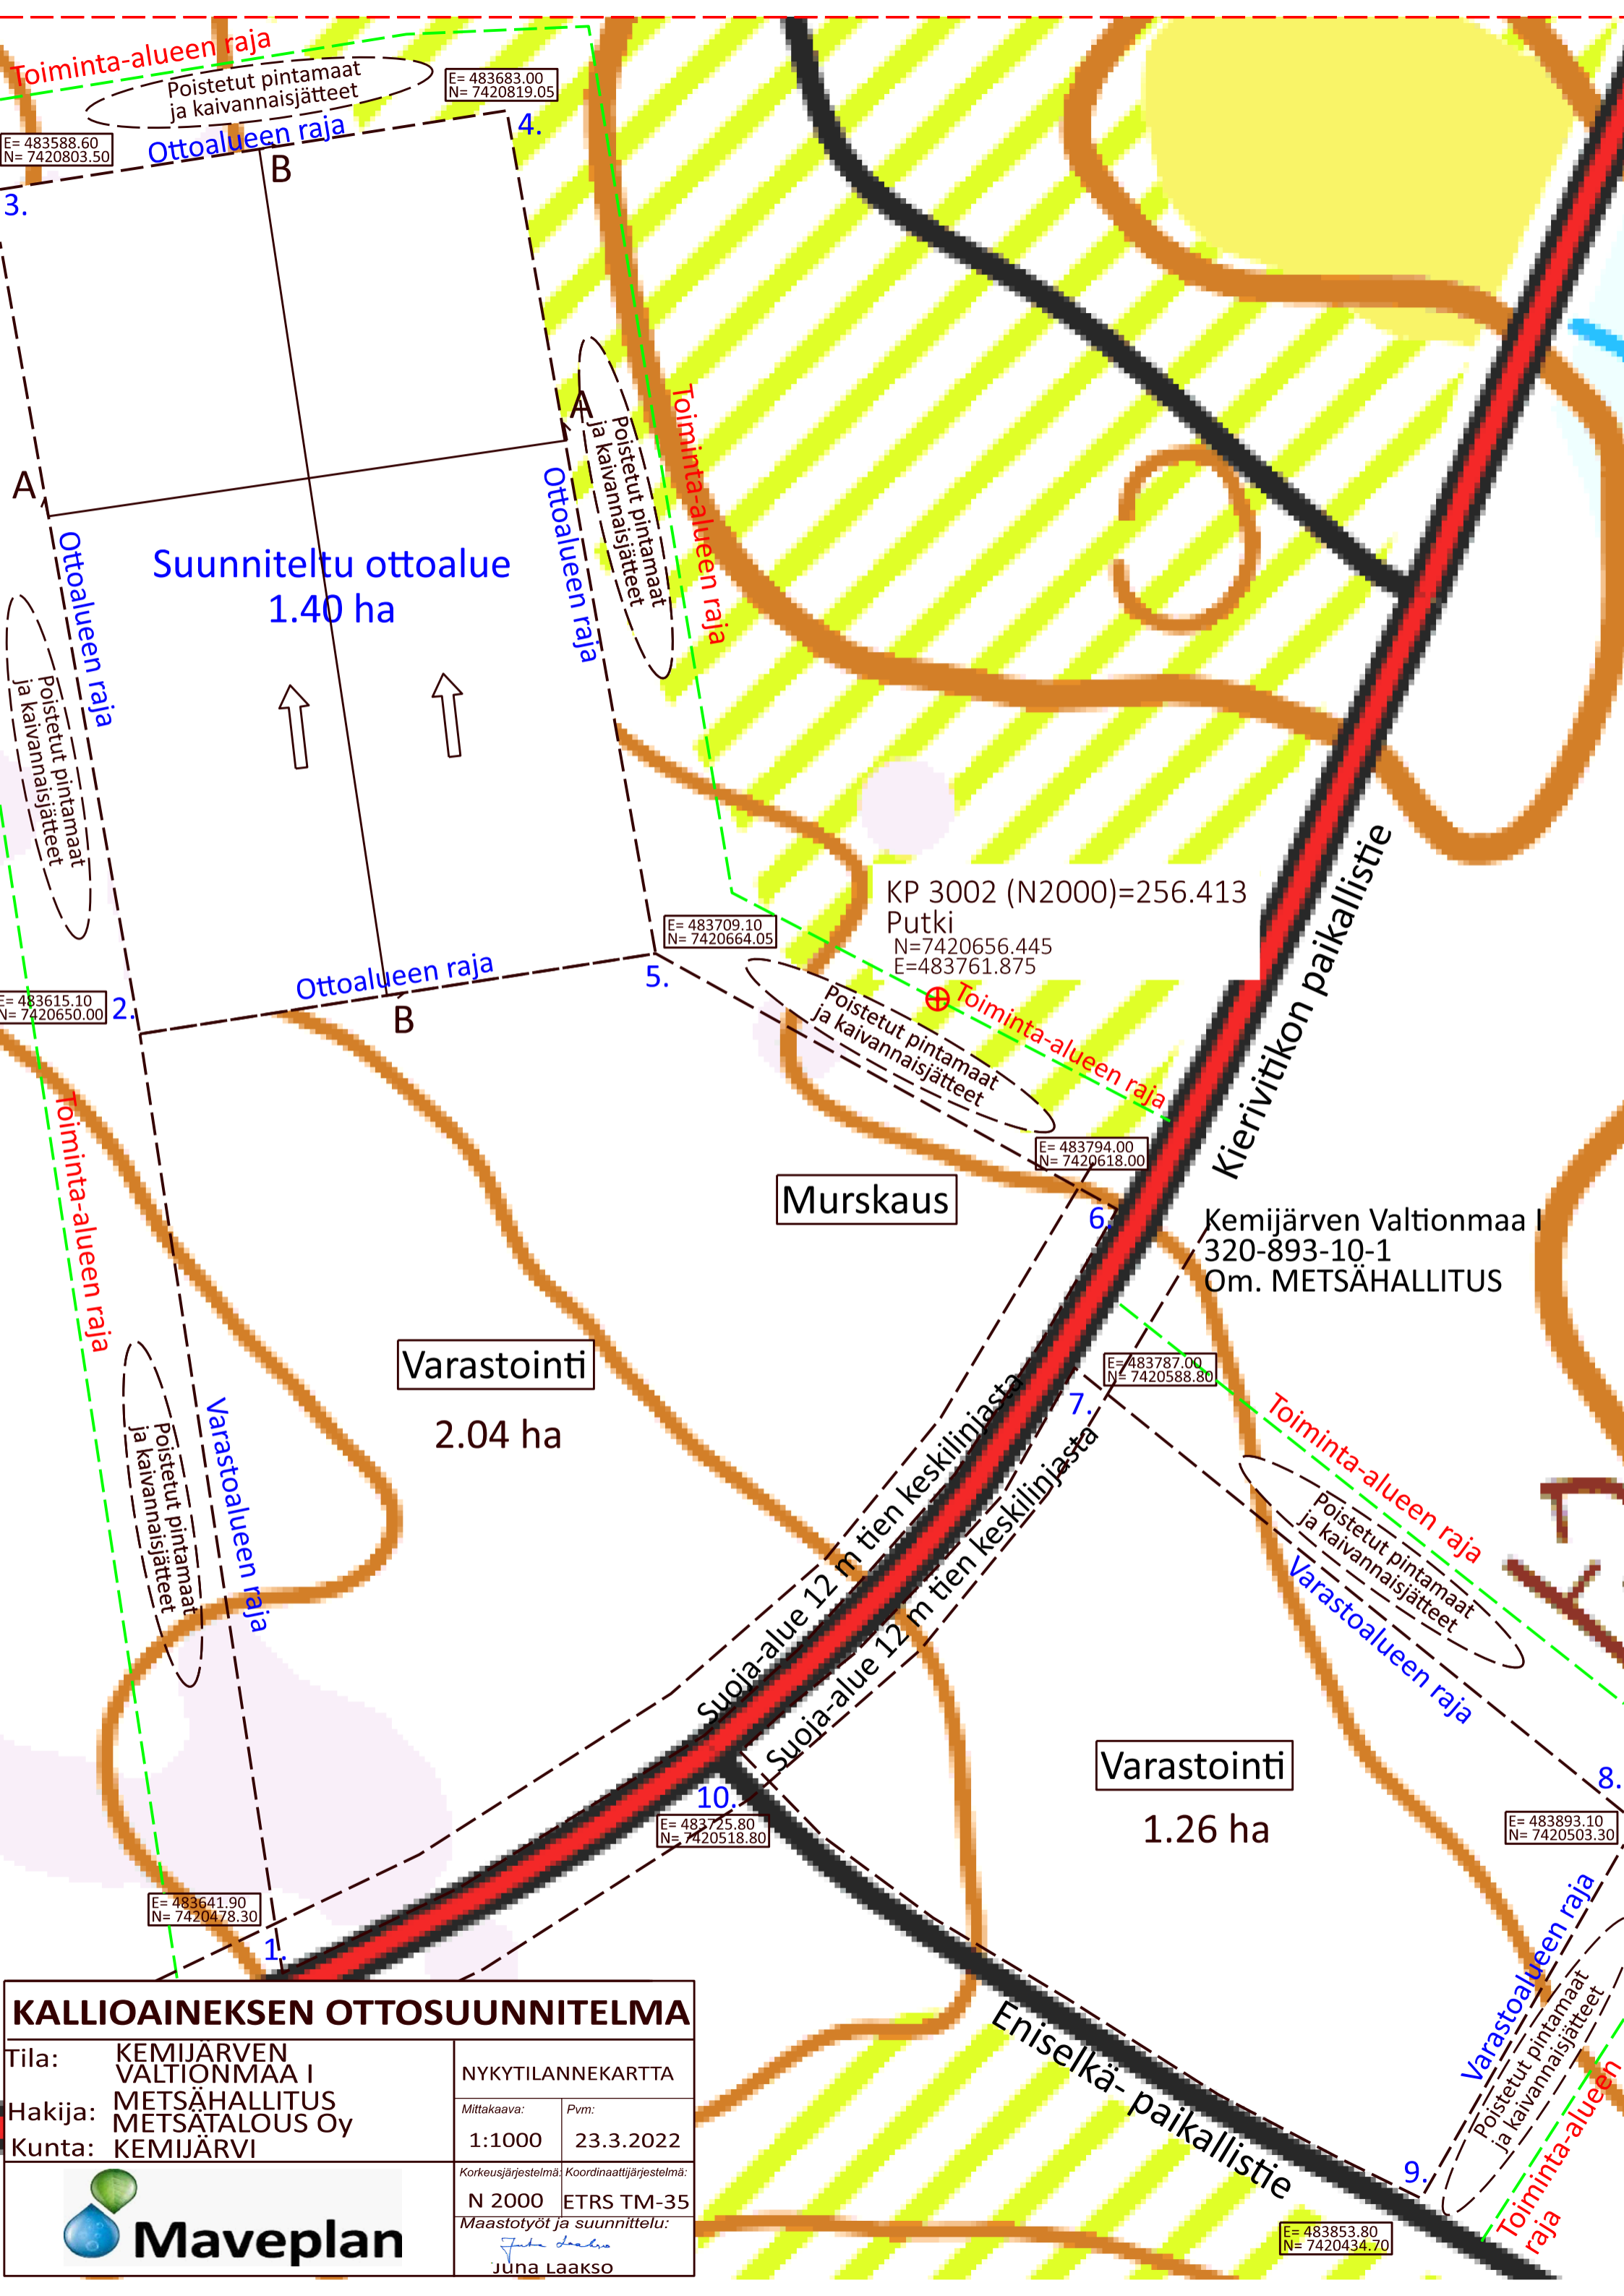 Toiminta-alueen raja
Poistetut pintamaat
ja kaivannaisjätteet
E= 483683.00
N= 7420819.05
4.
Ottoalueen raja
E= 483588.60
N= 7420803.50
B
3.
A
Poistetut pintamaat
ja kaivannaisjätteet
Toiminta-alueen raja
A
Ottoalueen raja
Ottoalueen raja
Suunniteltu ottoalue
1.40 ha
Poistetut pintamaat
ja kaivannaisjätteet
KP 3002 (N2000)=256.413
Putki
N=7420656.445
E=483761.875
Kierivitikon paikallistie
E= 483709.10
N= 7420664.05
5.
Ottoalueen raja
B
E= 483615.10
N= 7420650.00
2.
Poistetut pintamaat
ja kaivannaisjätteet
Toiminta-alueen raja
Toiminta-alueen raja
E= 483794.00
N= 7420618.00
6.
Murskaus
Kemijärven Valtionmaa I
320-893-10-1
Om. METSÄHALLITUS
Varastointi
2.04 ha
E= 483787.00
N= 7420588.80
7.
Suoja-alue 12 m tien keskilinjasta
Suoja-alue 12 m tien keskilinjasta
Toiminta-alueen raja
Poistetut pintamaat
ja kaivannaisjätteet
Varastoalueen raja
Poistetut pintamaat
ja kaivannaisjätteet
Varastoalueen raja
Varastointi
1.26 ha
8.
E= 483893.10
N= 7420503.30
10.
E= 483725.80
N= 7420518.80
E= 483641.90
N= 7420478.30
1.
Varastoalueen raja
Poistetut pintamaat
ja kaivannaisjätteet
Toiminta-alueen
raja
Eniselkä- paikallistie
9.
E= 483853.80
N= 7420434.70
KALLIOAINEKSEN OTTOSUUNNITELMA
Tila: KEMIJÄRVEN
VALTIONMAA I
Hakija: METSÄHALLITUS
METSÄTALOUS Oy
Kunta: KEMIJÄRVI
NYKYTILANNEKARTTA
Mittakaava: Pvm:
1:1000 23.3.2022
Korkeusjärjestelmä: Koordinaattijärjestelmä:
N 2000 ETRS TM-35
Maastotyöt ja suunnittelu:
Juha Laakso
Juha Laakso
Maveplan